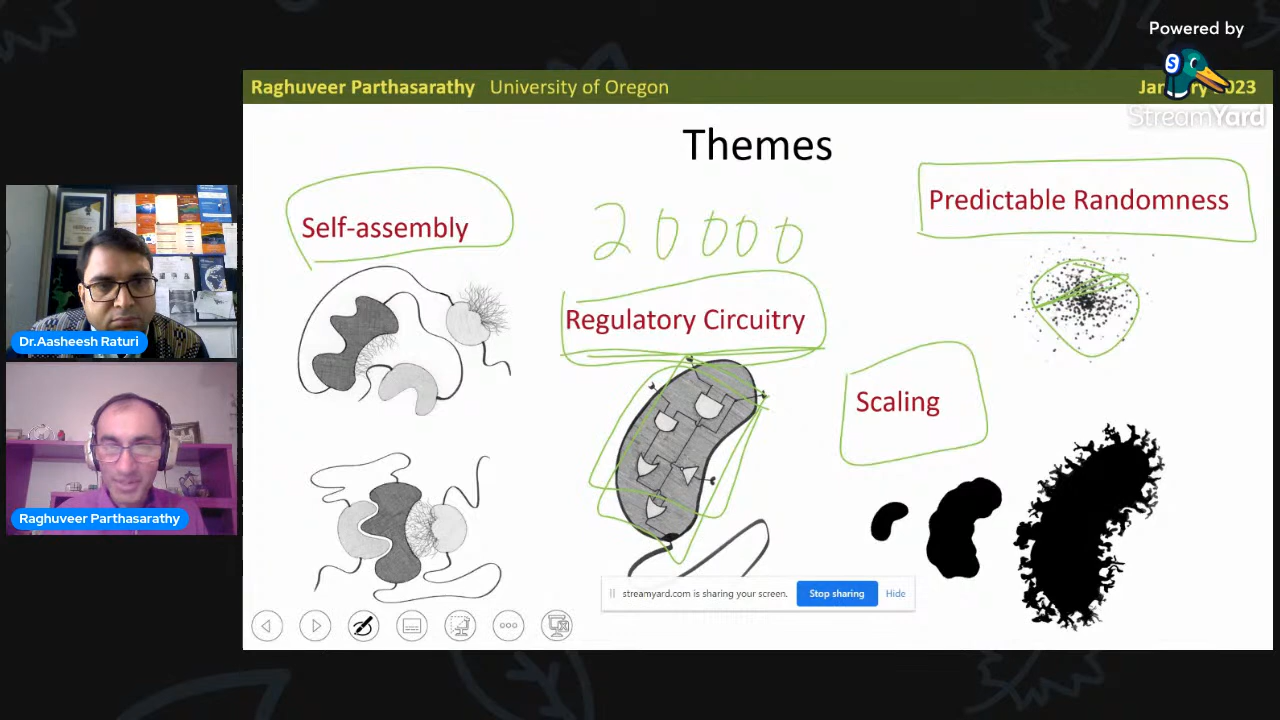 Powered by
StreamYard
Raghuveer Parthasarathy University of Oregon
Themes
Self-assembly
20000
Predictable Randomness
Regulatory Circuitry
Scaling
Dr.Aasheesh Raturi
Raghuveer Parthasarathy
streamyard.com is sharing your screen. Stop sharing Hide